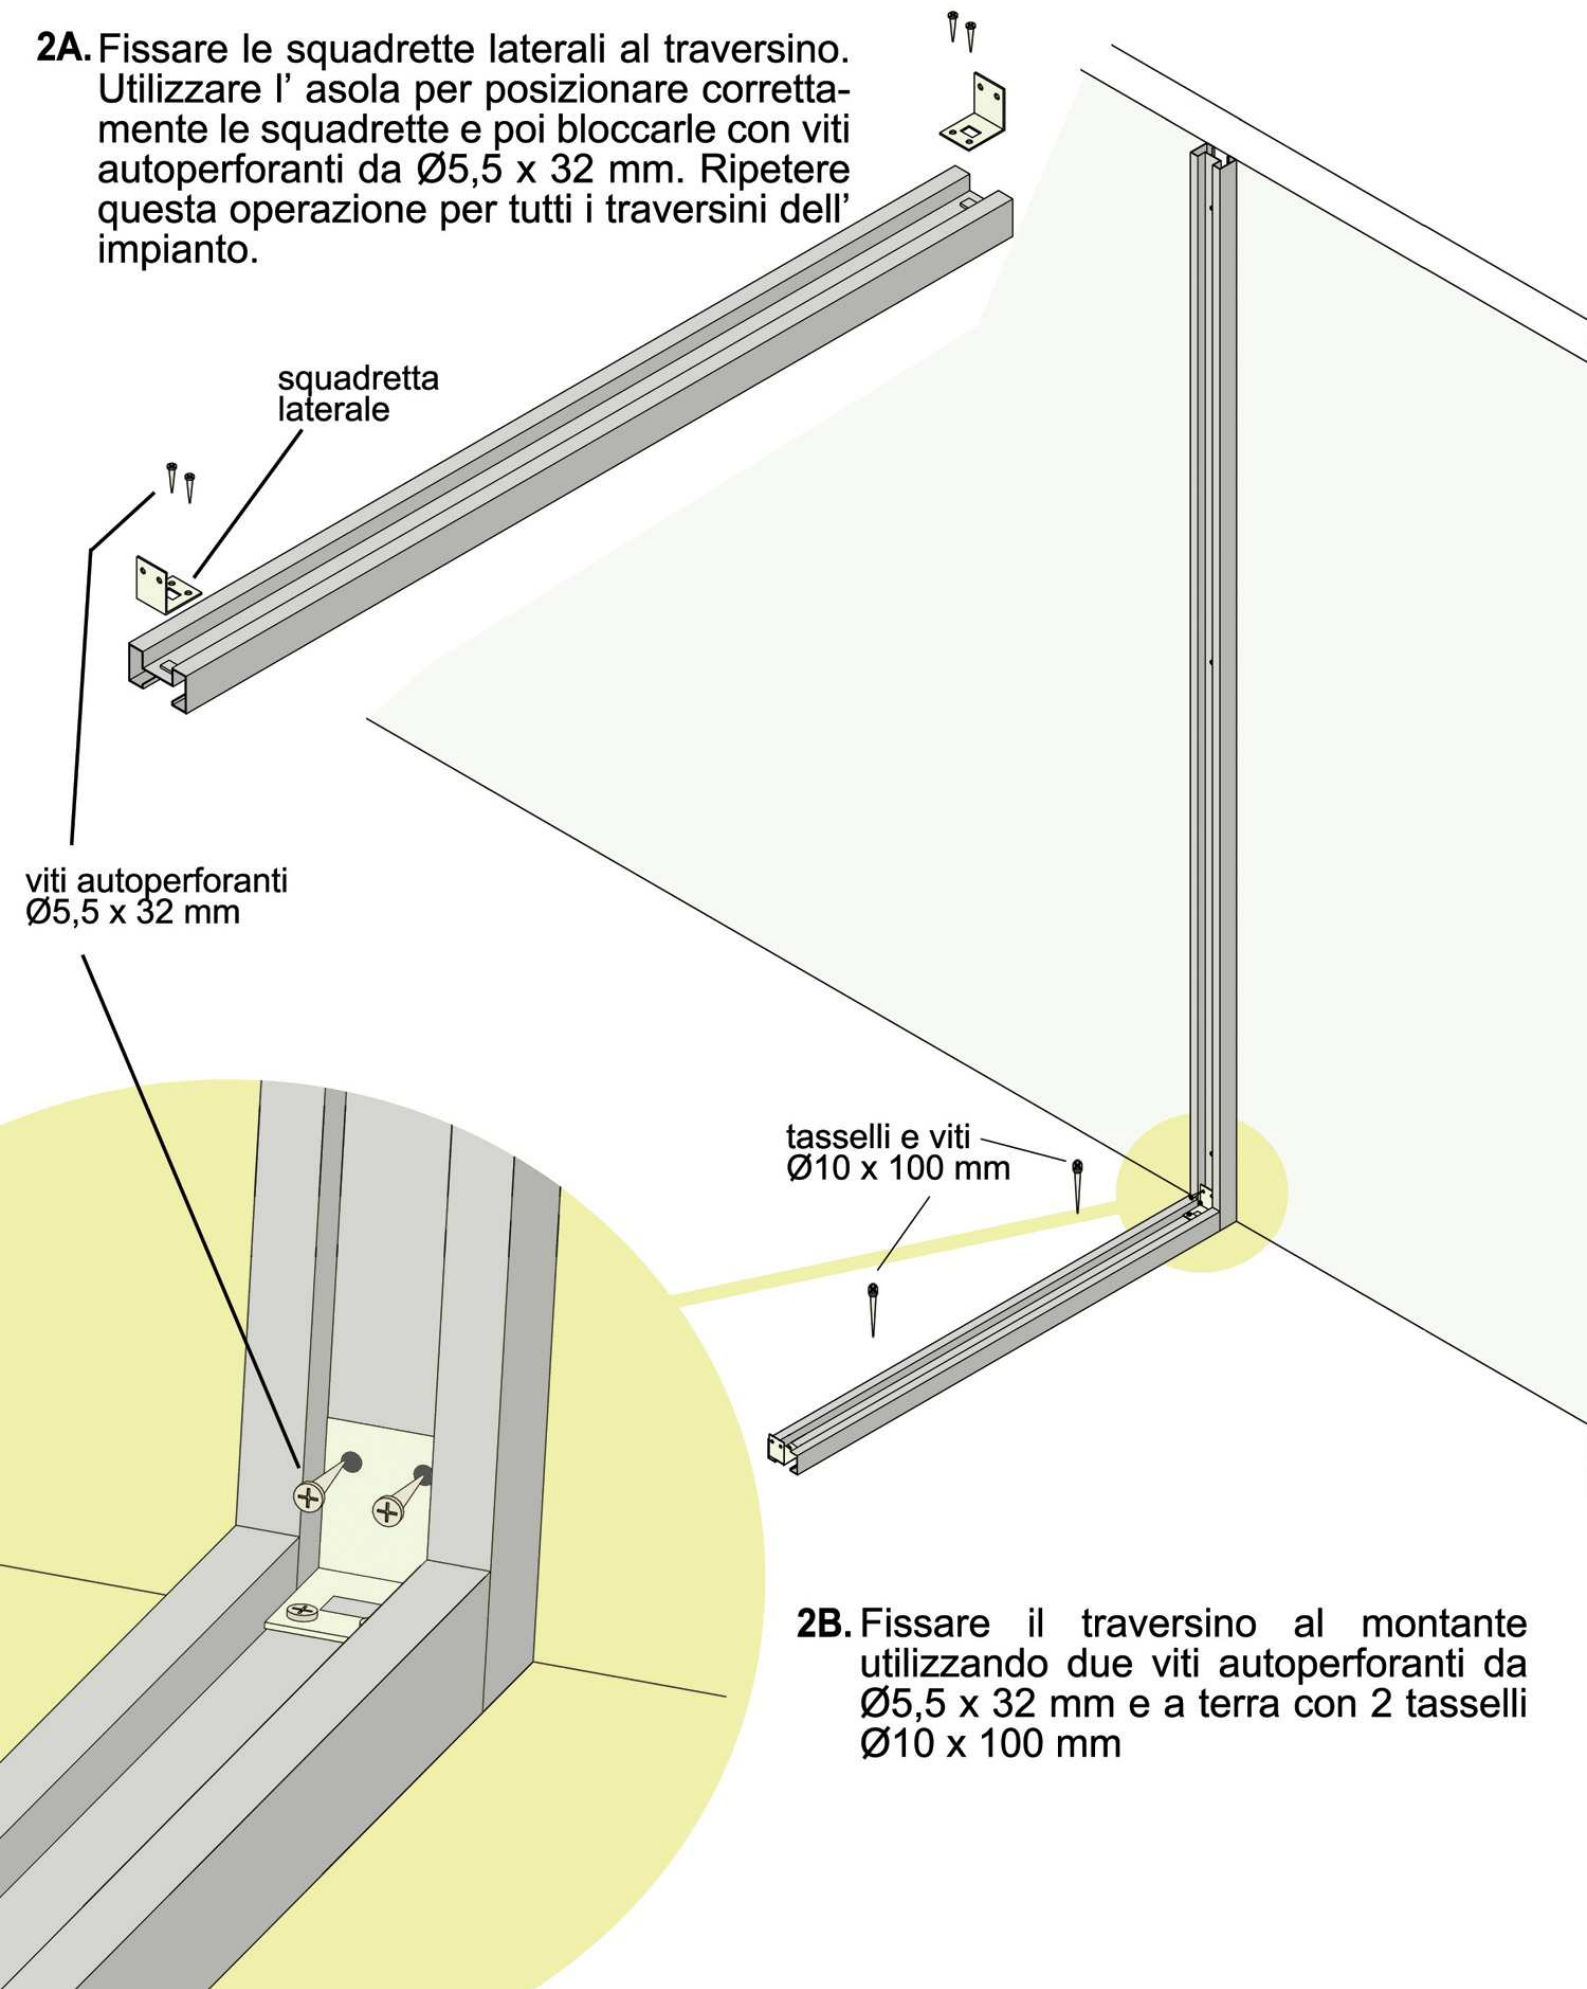 2A. Fissare le squadrette laterali al traversino.
Utilizzare l' asola per posizionare corretta-
mente le squadrette e poi bloccarle con viti
autoperforanti da Ø5,5 x 32 mm. Ripetere
questa operazione per tutti i traversini dell'
impianto.
squadretta
laterale
viti autoperforanti
Ø5,5 x 32 mm
tasselli e viti
Ø10 x 100 mm
2B. Fissare il traversino al montante
utilizzando due viti autoperforanti da
Ø5,5 x 32 mm e a terra con 2 tasselli
Ø10 x 100 mm